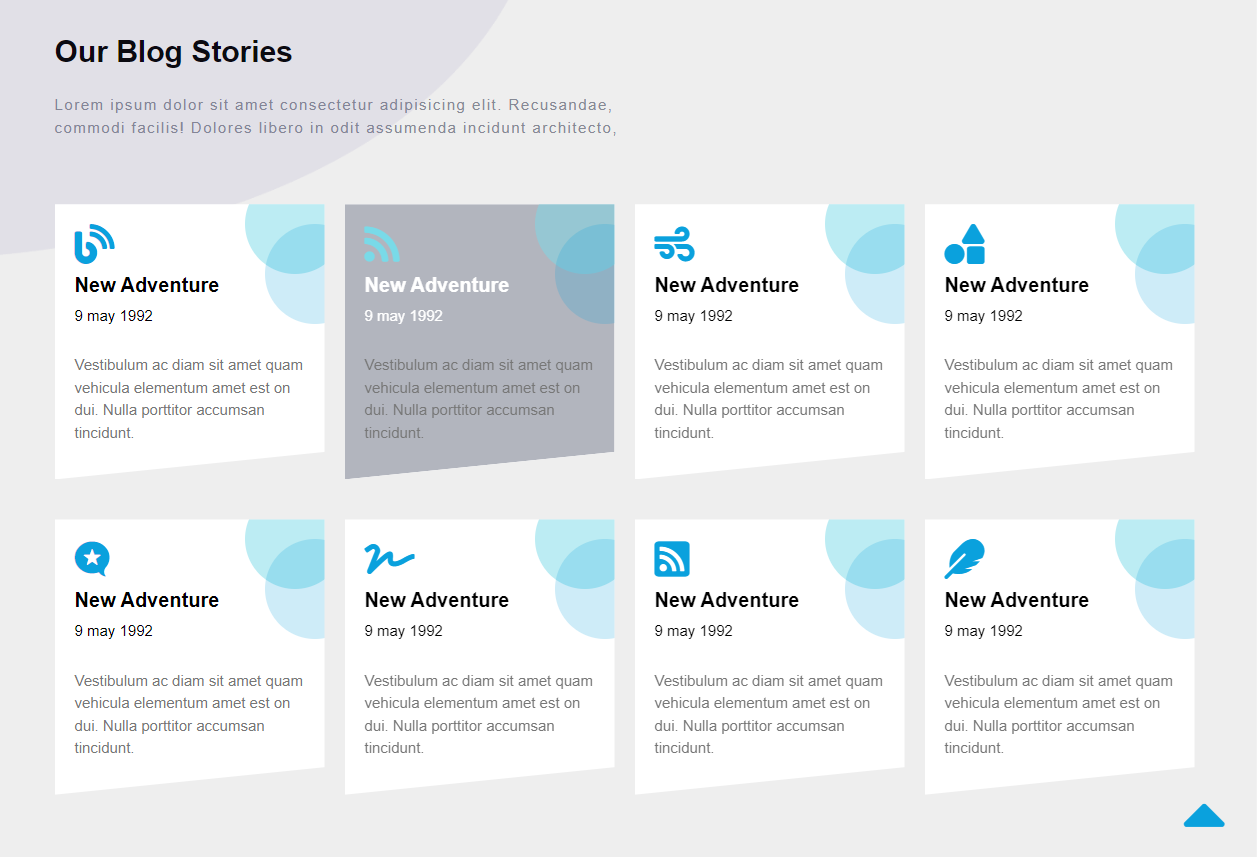 Our Blog Stories
Lorem ipsum dolor sit amet consectetur adipisicing elit. Recusandae,
commodi facilis! Dolores libero in odit assumenda incidunt architecto,
New Adventure
9 may 1992
Vestibulum ac diam sit amet quam
vehicula elementum amet est on
dui. Nulla porttitor accumsan
tincidunt.
New Adventure
9 may 1992
Vestibulum ac diam sit amet quam
vehicula elementum amet est on
dui. Nulla porttitor accumsan
tincidunt.
New Adventure
9 may 1992
Vestibulum ac diam sit amet quam
vehicula elementum amet est on
dui. Nulla porttitor accumsan
tincidunt.
New Adventure
9 may 1992
Vestibulum ac diam sit amet quam
vehicula elementum amet est on
dui. Nulla porttitor accumsan
tincidunt.
New Adventure
9 may 1992
Vestibulum ac diam sit amet quam
vehicula elementum amet est on
dui. Nulla porttitor accumsan
tincidunt.
New Adventure
9 may 1992
Vestibulum ac diam sit amet quam
vehicula elementum amet est on
dui. Nulla porttitor accumsan
tincidunt.
New Adventure
9 may 1992
Vestibulum ac diam sit amet quam
vehicula elementum amet est on
dui. Nulla porttitor accumsan
tincidunt.
New Adventure
9 may 1992
Vestibulum ac diam sit amet quam
vehicula elementum amet est on
dui. Nulla porttitor accumsan
tincidunt.